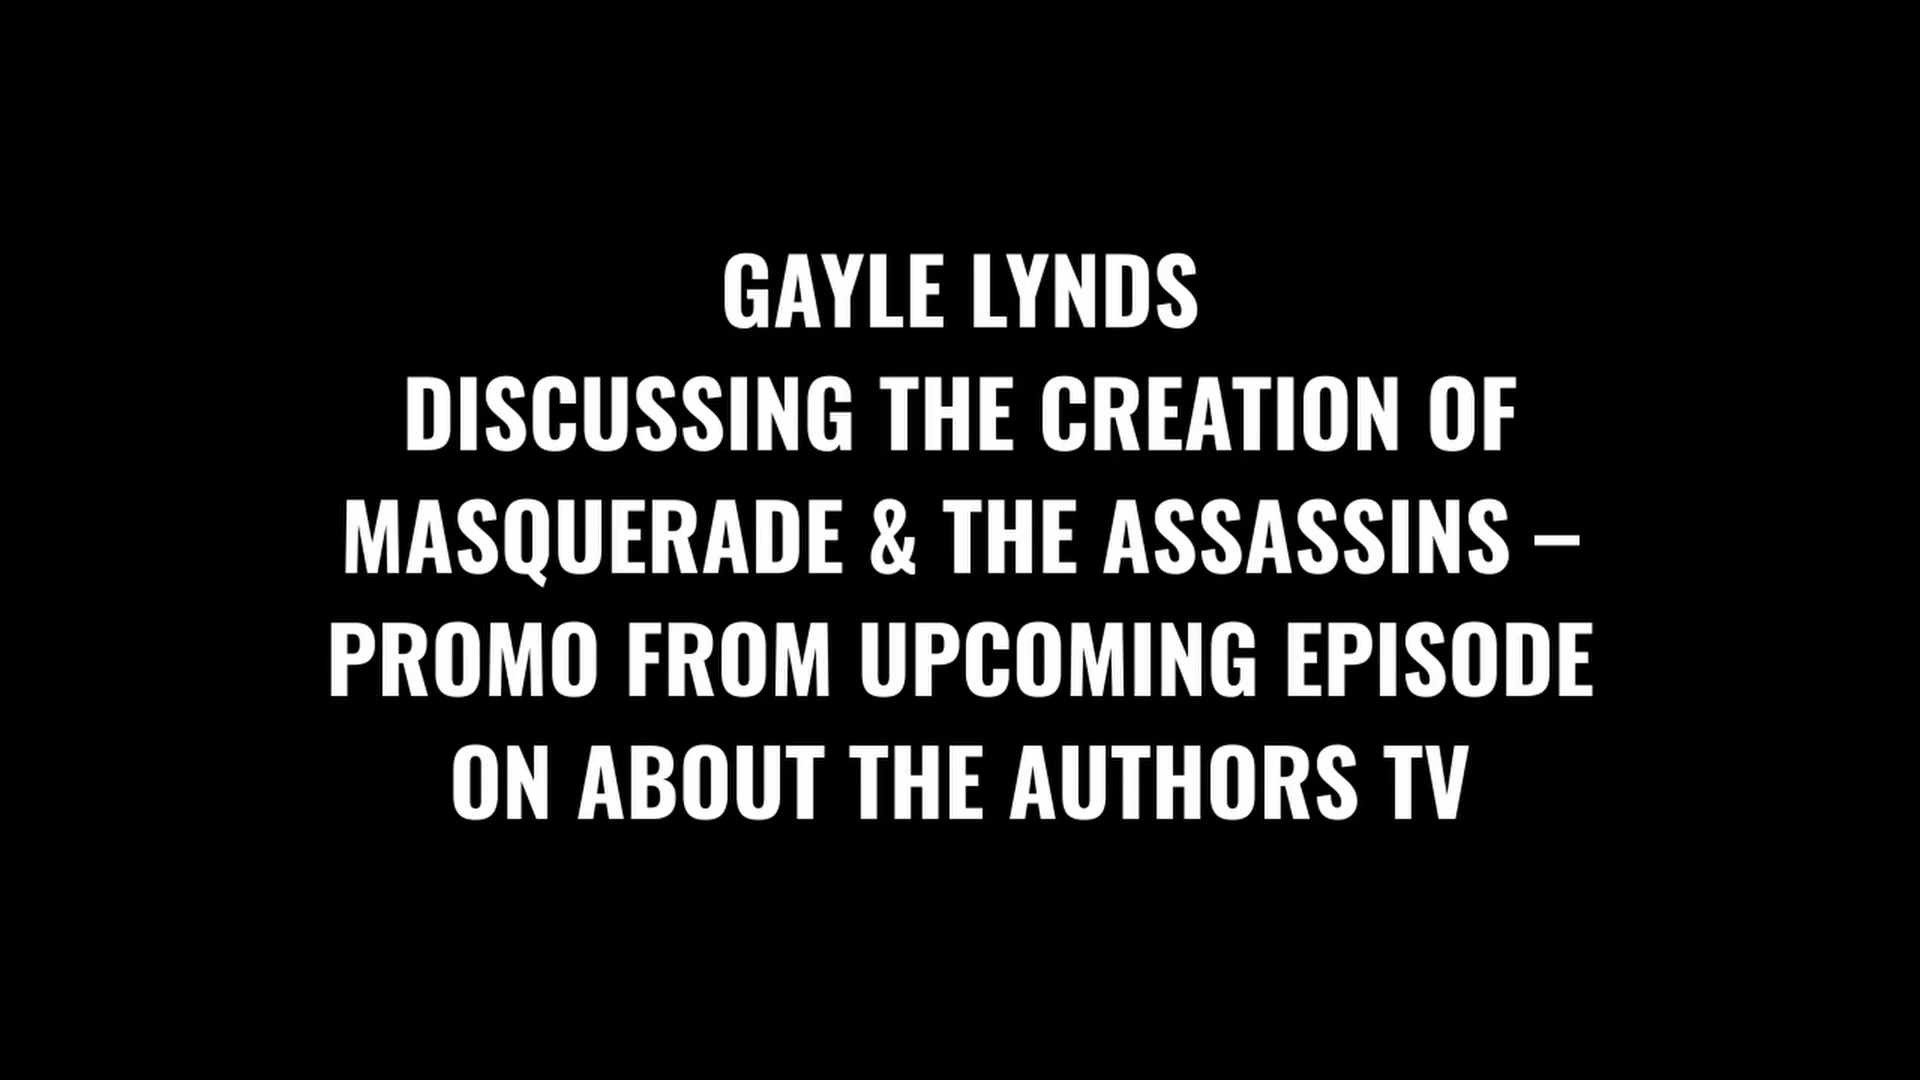 GAYLE LYNDS
DISCUSSING THE CREATION OF
MASQUERADE & THE ASSASSINS –
PROMO FROM UPCOMING EPISODE
ON ABOUT THE AUTHORS TV